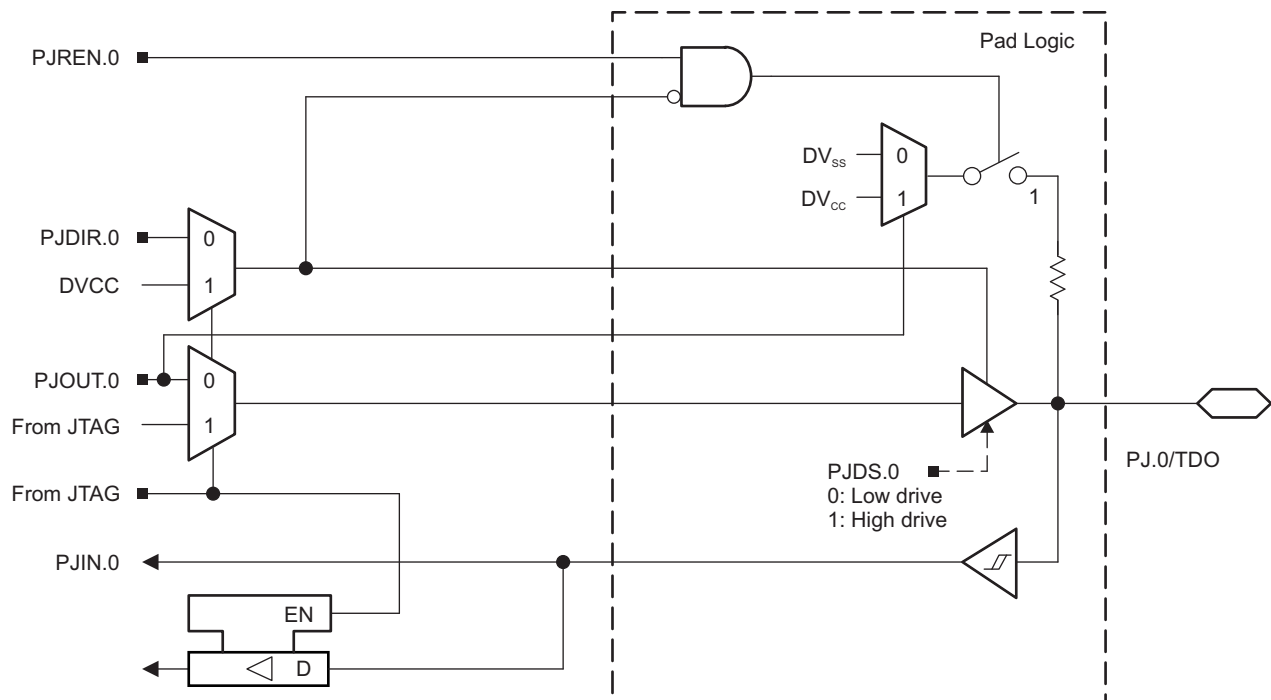 Pad Logic
PJREN.0
DVSS
0
DVCC
1
1
PJDIR.0
0
DVCC
1
PJOUT.0
0
From JTAG
1
PJDS.0
0: Low drive
1: High drive
PJ.0/TDO
From JTAG
PJIN.0
EN
D